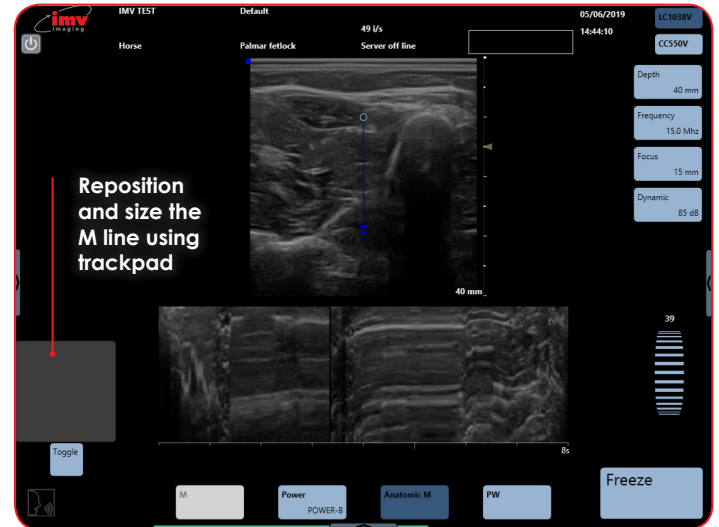 imv
imaging
IMV TEST
Default
49 i/s
05/06/2019
14:44:10
LC1038V
CC550V
Horse
Palmar fetlock
Server off line
Depth
40 mm
Frequency
15.0 Mhz
Focus
15 mm
Dynamic
85 dB
Reposition
and size the
M line using
trackpad
40 mm
39
8s
Toggle
M
Power
POWER-B
Anatomic M
PW
Freeze